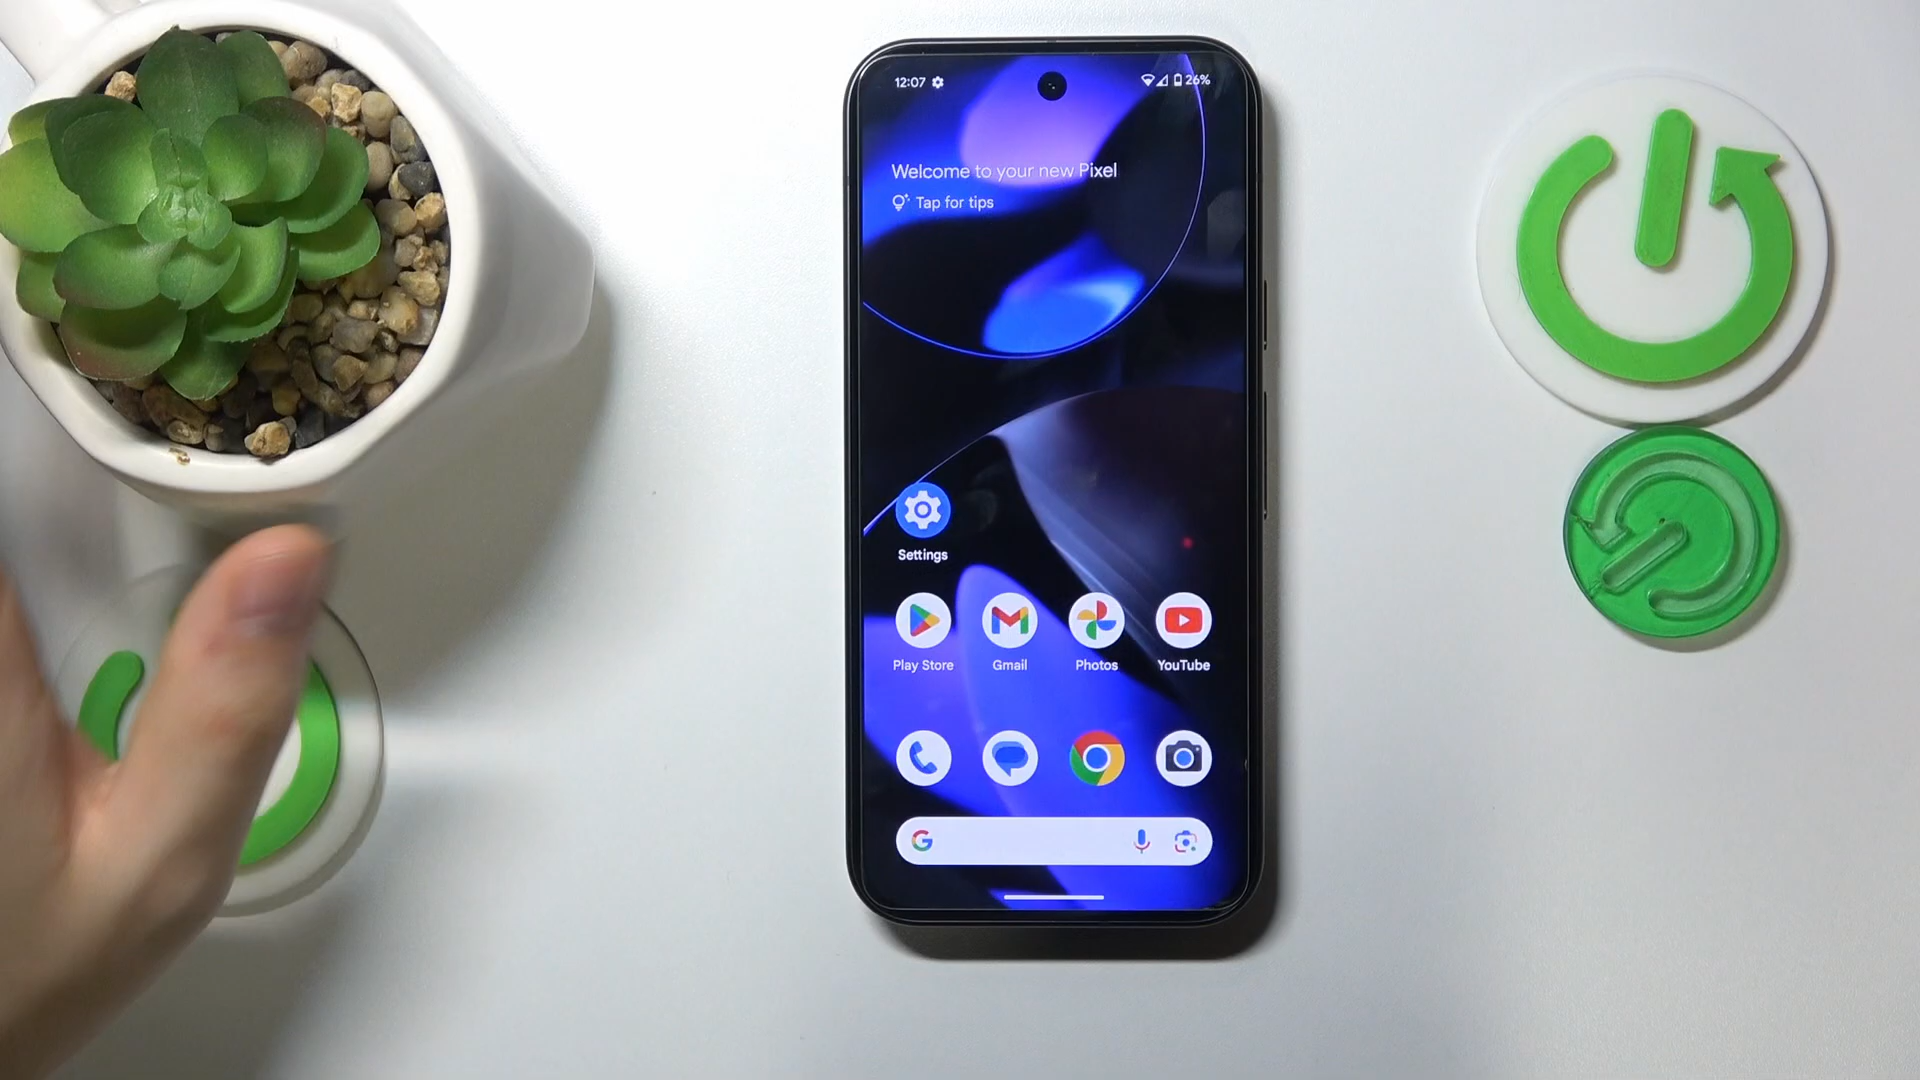 12:07
26%
Welcome to your new Pixel
Tap for tips
Settings
Play Store Gmail Photos YouTube